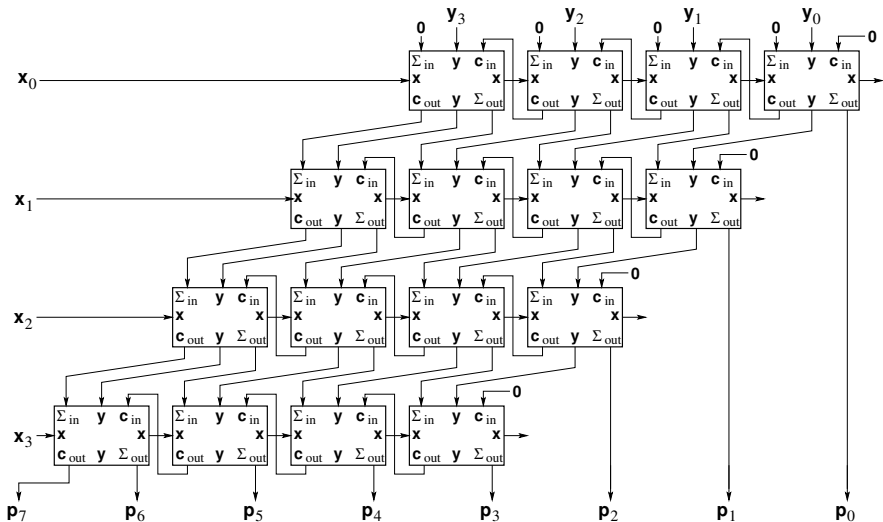 y3 y2 y1 y0
0 0 0 0 0
Σin y cin Σin y cin Σin y cin Σin y cin
x0 x x x x x x x x
cout y Σout cout y Σout cout y Σout cout y Σout
0
Σin y cin Σin y cin Σin y cin Σin y cin
x1 x x x x x x x x
cout y Σout cout y Σout cout y Σout cout y Σout
0
Σin y cin Σin y cin Σin y cin Σin y cin
x2 x x x x x x x x
cout y Σout cout y Σout cout y Σout cout y Σout
0
Σin y cin Σin y cin Σin y cin Σin y cin
x3 x x x x x x x x
cout y Σout cout y Σout cout y Σout cout y Σout
p7 p6 p5 p4 p3 p2 p1 p0